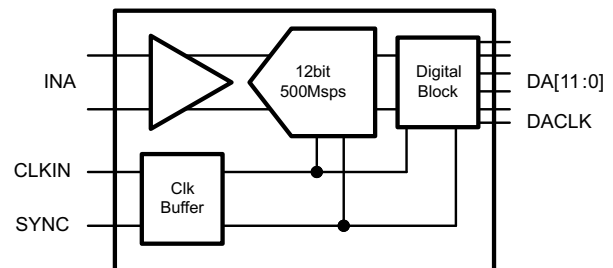 INA
12bit
500Msps
Digital
Block
DA[11:0]
DACLK
CLKIN
Clk
Buffer
SYNC